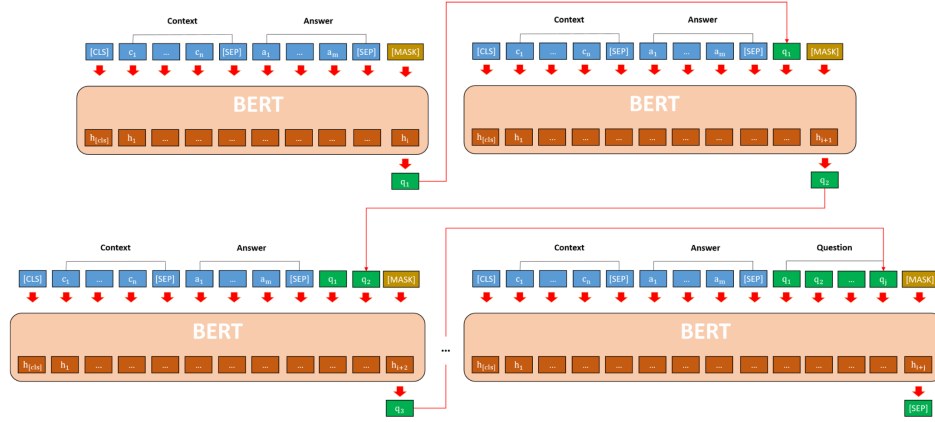 Context Answer
[CLS] c₁ ... cₙ [SEP] a₁ ... aₘ [SEP] [MASK]
BERT
h[cls] h₁ ... ... ... ... ... ... hᵢ
q₁
Context Answer
[CLS] c₁ ... cₙ [SEP] a₁ ... aₘ [SEP] q₁ [MASK]
BERT
h[cls] h₁ ... ... ... ... ... ... ... hᵢ₊₁
q₂
Context Answer
[CLS] c₁ ... cₙ [SEP] a₁ ... aₘ [SEP] q₁ q₂ [MASK]
BERT
h[cls] h₁ ... ... ... ... ... ... ... ... hᵢ₊₂
q₃
...
Context Answer Question
[CLS] c₁ ... cₙ [SEP] a₁ ... aₘ [SEP] q₁ q₂ ... qⱼ [MASK]
BERT
h[cls] h₁ ... ... ... ... ... ... ... ... ... ... hᵢ₊ⱼ
[SEP]